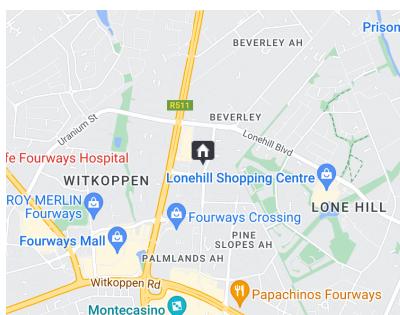 BEVERLEY AH
Prison
R511
BEVERLEY
Uranium St
Lonehill Blvd
fe Fourways Hospital
Lonehill Shopping Centre
WITKOPPEN
ROY MERLIN
Fourways
LONE HILL
Fourways Crossing
Fourways Mall
PINE
SLOPES AH
PALMLANDS AH
Witkoppen Rd
Papachinos Fourways
Montecasino